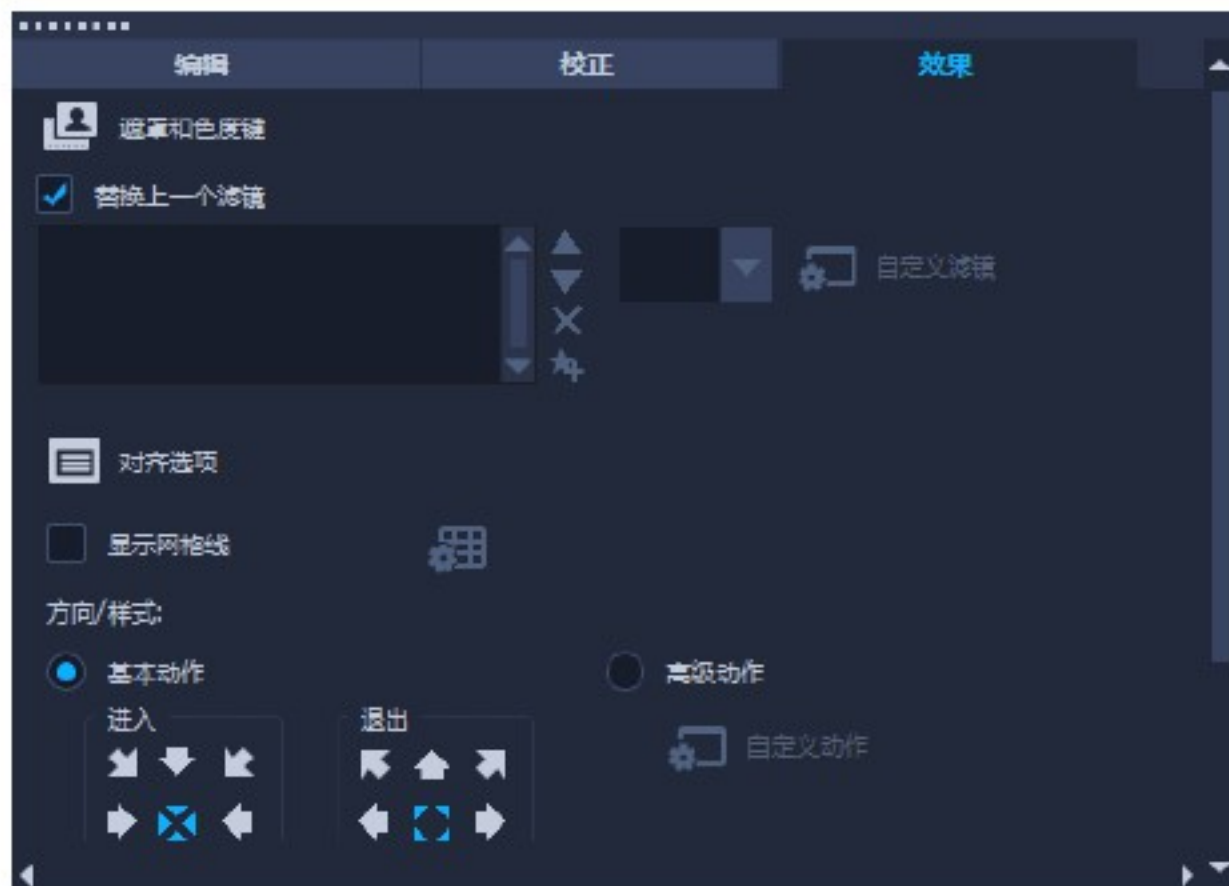 编辑 校正 效果
遮罩和色度键
替换上一个滤镜
自定义滤镜
对齐选项
显示网格线
方向/样式:
基本动作 高级动作
进入 退出
自定义动作